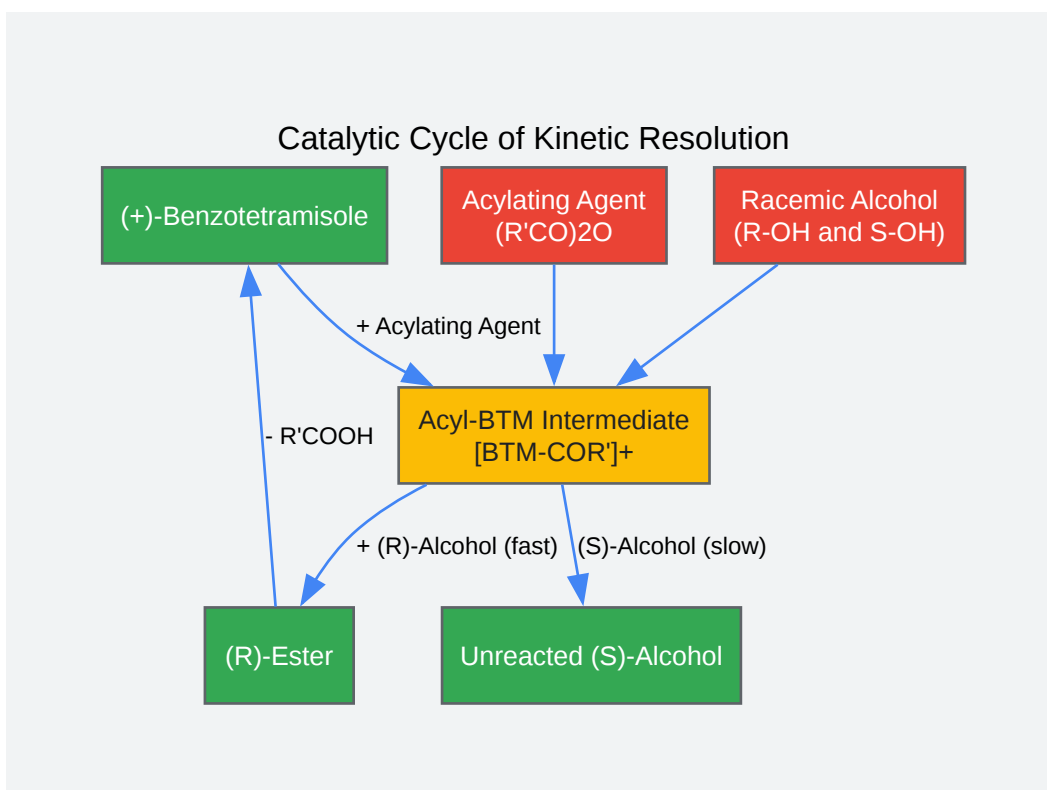 Catalytic Cycle of Kinetic Resolution
(+)-Benzotetramisole
Acylating Agent
(R'CO)2O
Racemic Alcohol
(R-OH and S-OH)
+ Acylating Agent
- R'COOH
Acyl-BTM Intermediate
[BTM-COR']+
+ (R)-Alcohol (fast)
(S)-Alcohol (slow)
(R)-Ester
Unreacted (S)-Alcohol